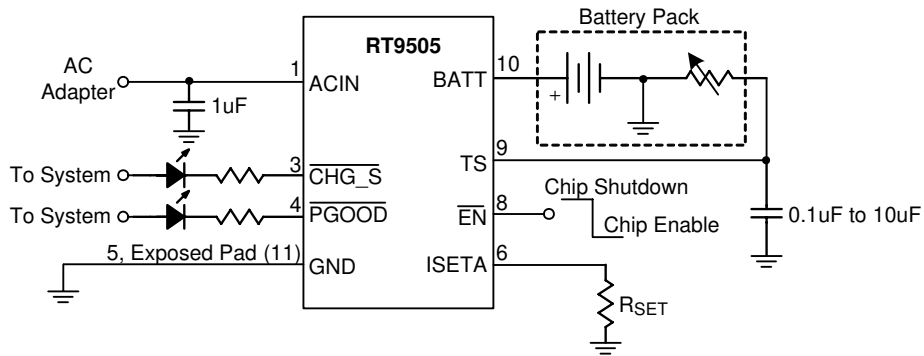 Battery Pack
RT9505
AC
Adapter
1
ACIN
1uF
BATT
10
+
To System
3
CHG_S
To System
4
PGOOD
TS
9
EN
8
Chip Shutdown
Chip Enable
0.1uF to 10uF
5, Exposed Pad (11)
GND
ISETA
6
RSET